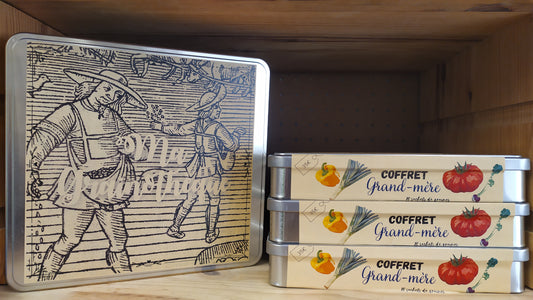 Ma
Grainothèque
COFFRET
Grand-mère
COFFRET
Grand-mère
COFFRET
Grand-mère